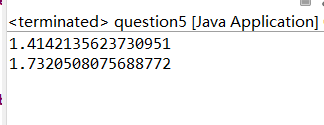 <terminated> question5 [Java Application]
1.4142135623730951
1.7320508075688772